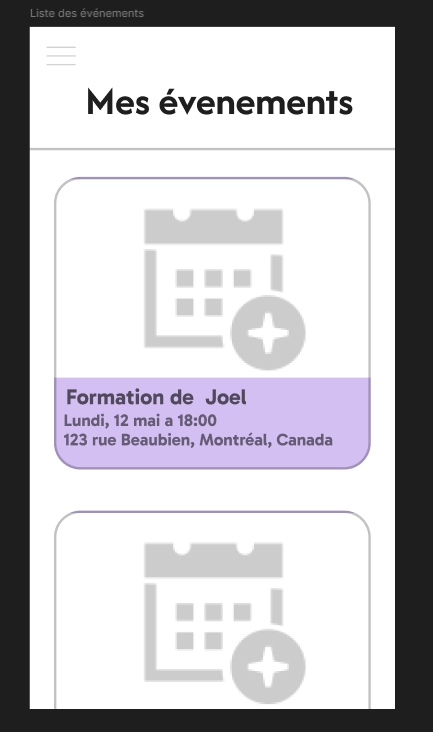 Liste des événements
Mes évenements
Formation de  Joel
Lundi, 12 mai a 18:00
123 rue Beaubien, Montréal, Canada